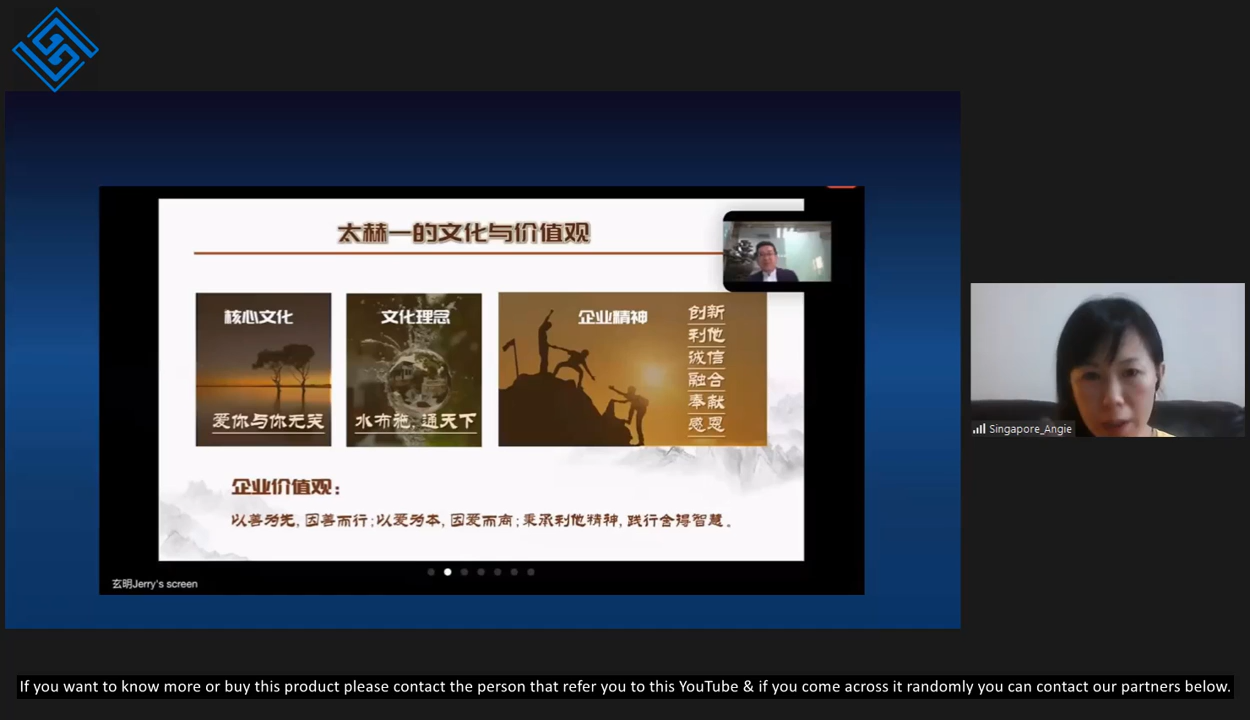 太赫一的文化与价值观
核心文化
爱你与你无关
文化理念
水布施，通天下
企业精神
创新
利他
诚信
融合
奉献
感恩
企业价值观：
以善为先，因善而行；以爱为本，因爱而商；秉承利他精神，践行舍得智慧。
玄明Jerry's screen
Singapore_Angie
If you want to know more or buy this product please contact the person that refer you to this YouTube & if you come across it randomly you can contact our partners below.